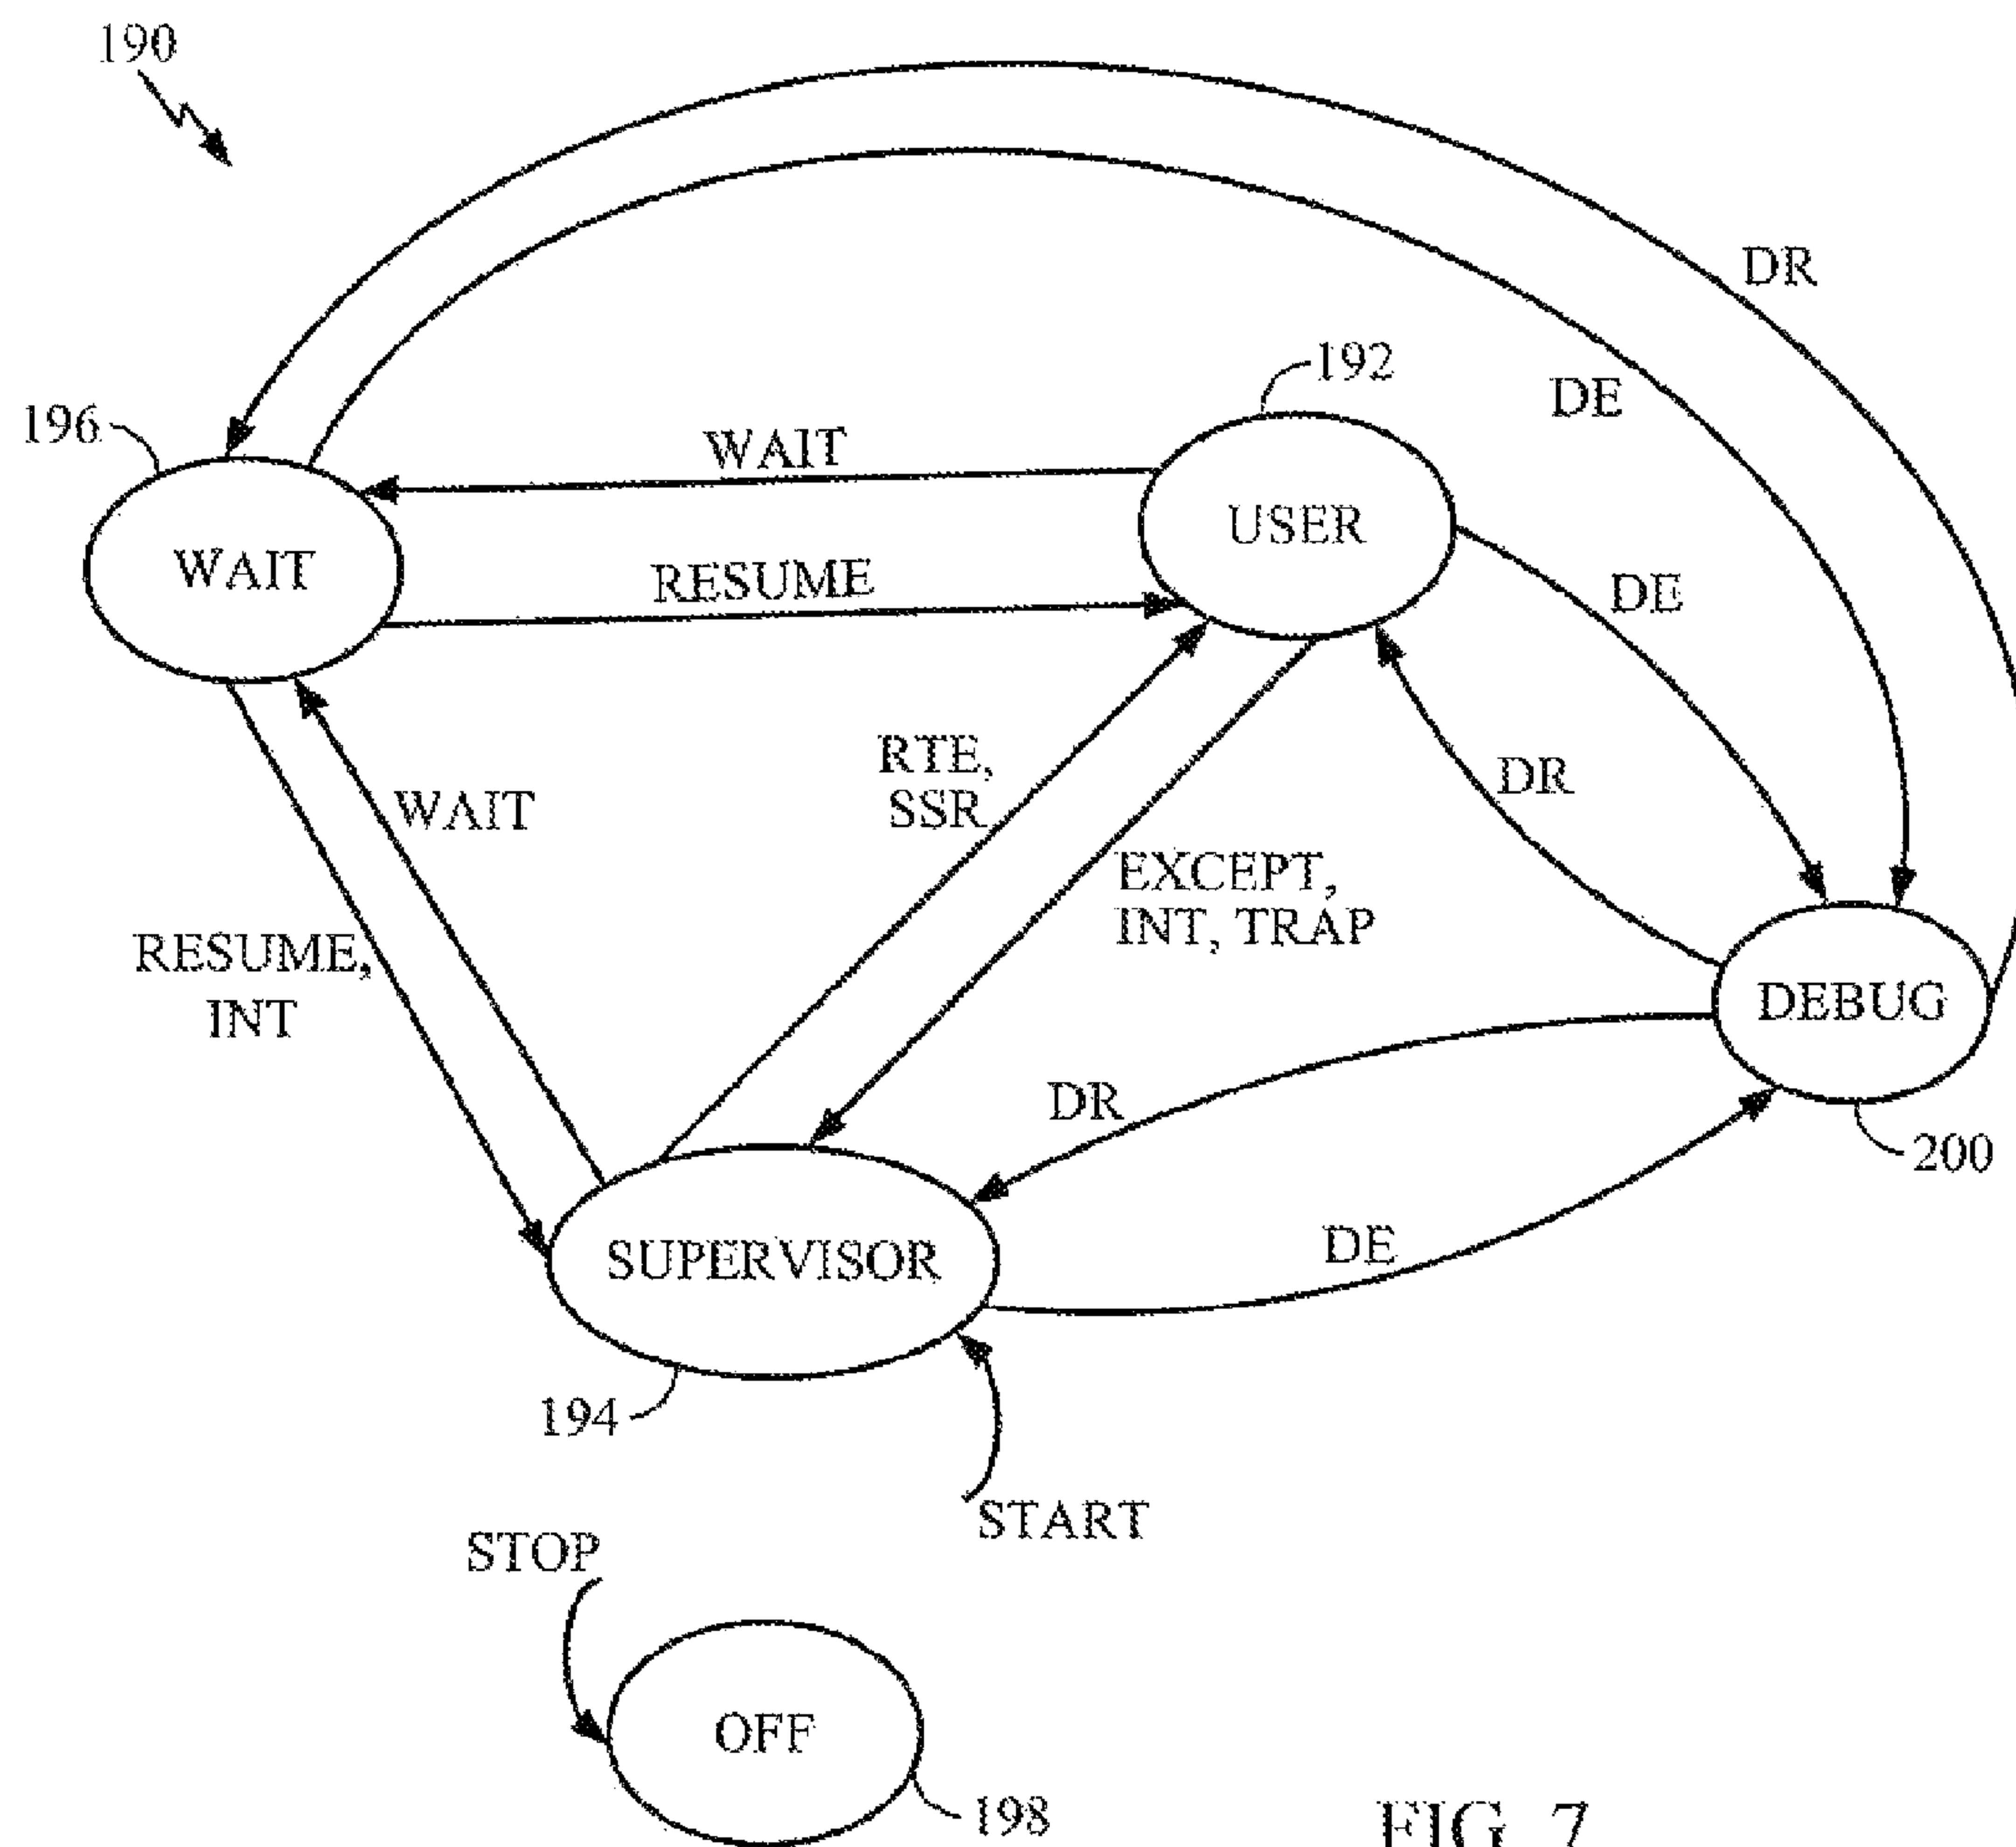 190
DR
DE
192
196
WAIT
USER
WAIT
RESUME
DE
DR
RTE,
SSR
WAIT
EXCEPT,
INT, TRAP
RESUME,
INT
DEBUG
DR
200
DE
SUPERVISOR
194
START
STOP
OFF
198
FIG. 7